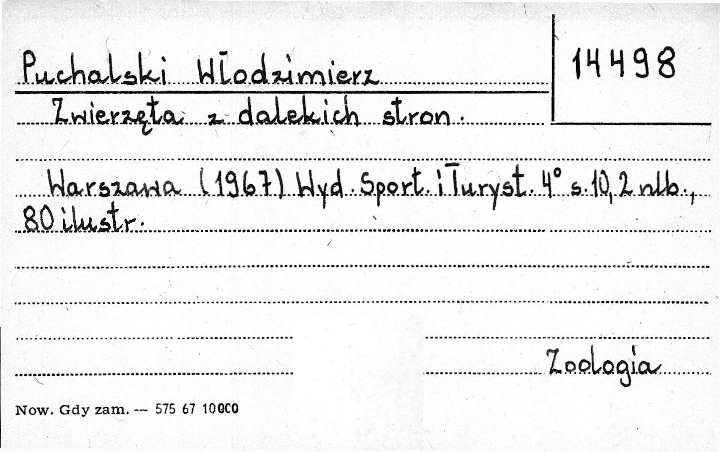 14498
Puchalski Włodzimierz
Zwierzęta z dalekich stron.
Warszawa (1967) Wyd. Sport. i Turyst. 4° s. 10, 2 nlb.,
80 ilustr.
Zoologia
Now. Gdy zam. — 575 67 10000